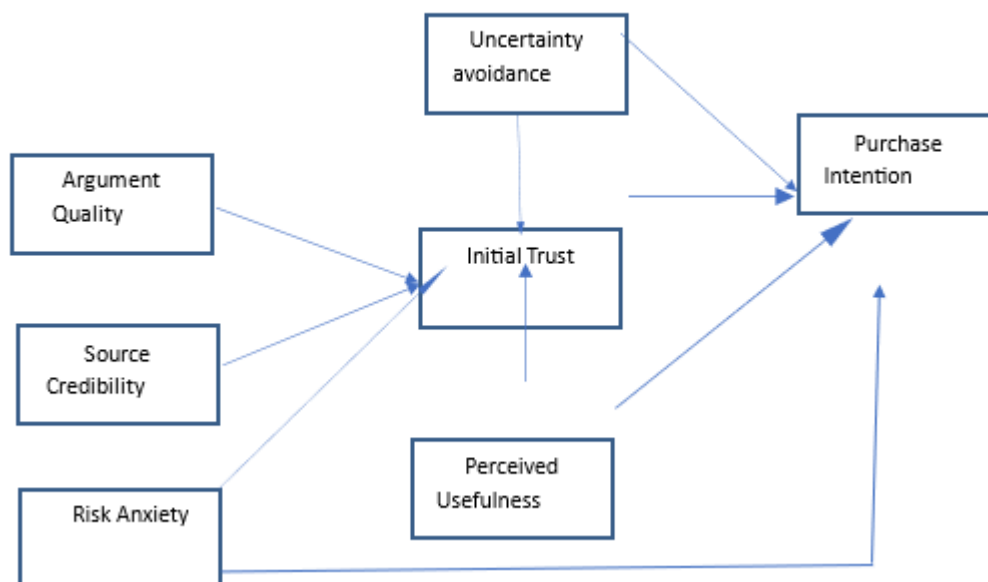 Uncertainty
avoidance
Purchase
Intention
Argument
Quality
Initial Trust
Source
Credibility
Perceived
Usefulness
Risk Anxiety